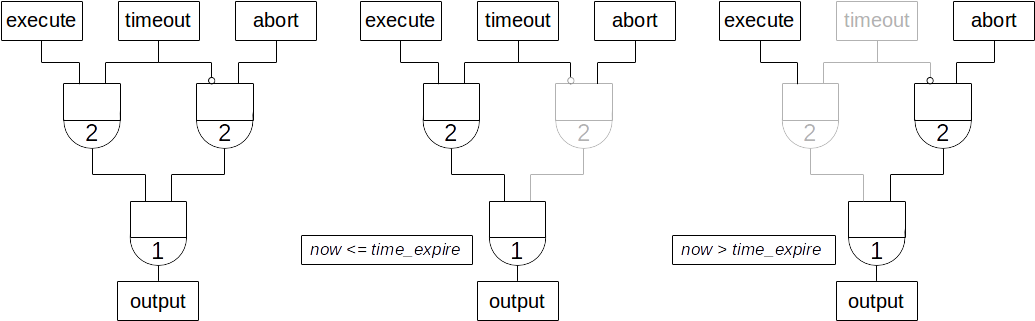 execute timeout abort execute timeout abort execute timeout abort
2 2 2 2 2 2
now <= time_expire now > time_expire
1 1 1
output output output